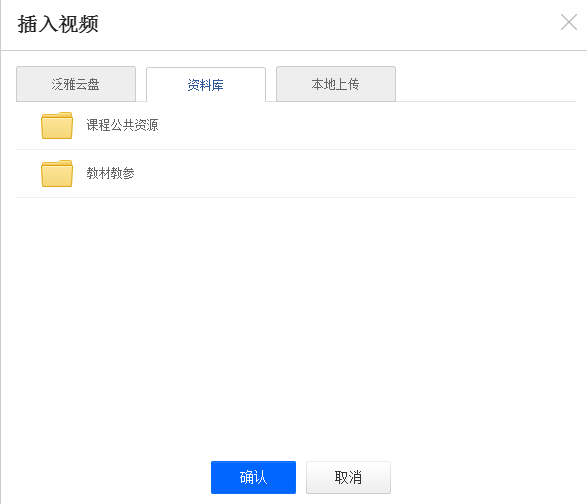 插入视频
泛雅云盘
资料库
本地上传
课程公共资源
教材教参
确认
取消